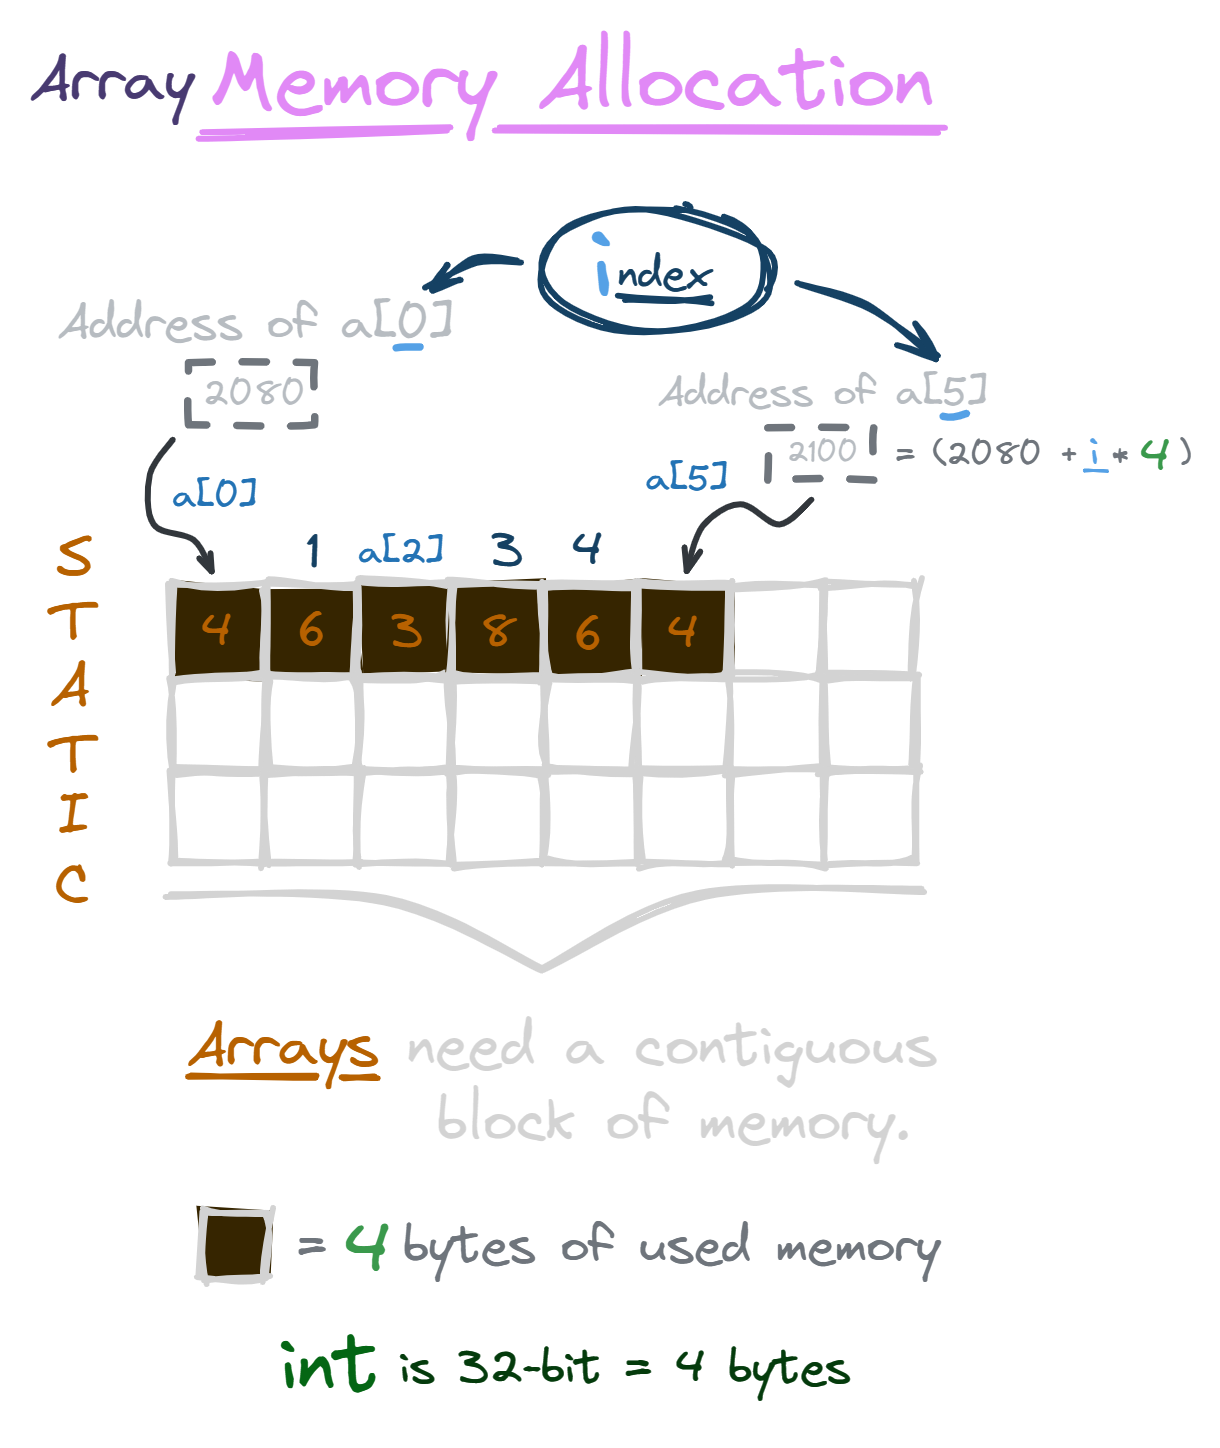 Array Memory Allocation
index
Address of a[0]
2080
Address of a[5]
2100 = (2080 + i * 4)
a[0]
a[5]
1 a[2] 3 4
STATIC
4 6 3 8 6 4
Arrays need a contiguous
block of memory.
= 4 bytes of used memory
int is 32-bit = 4 bytes